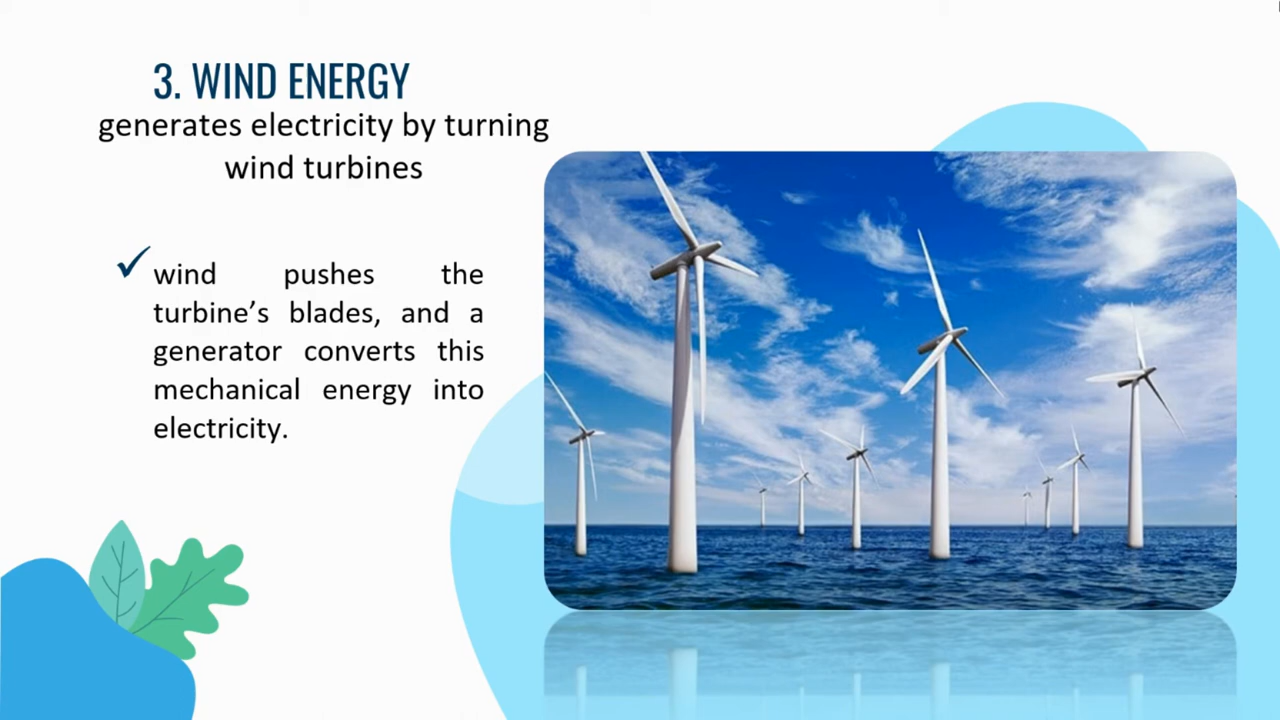 3. WIND ENERGY
generates electricity by turning
wind turbines
wind pushes the
turbine’s blades, and a
generator converts this
mechanical energy into
electricity.